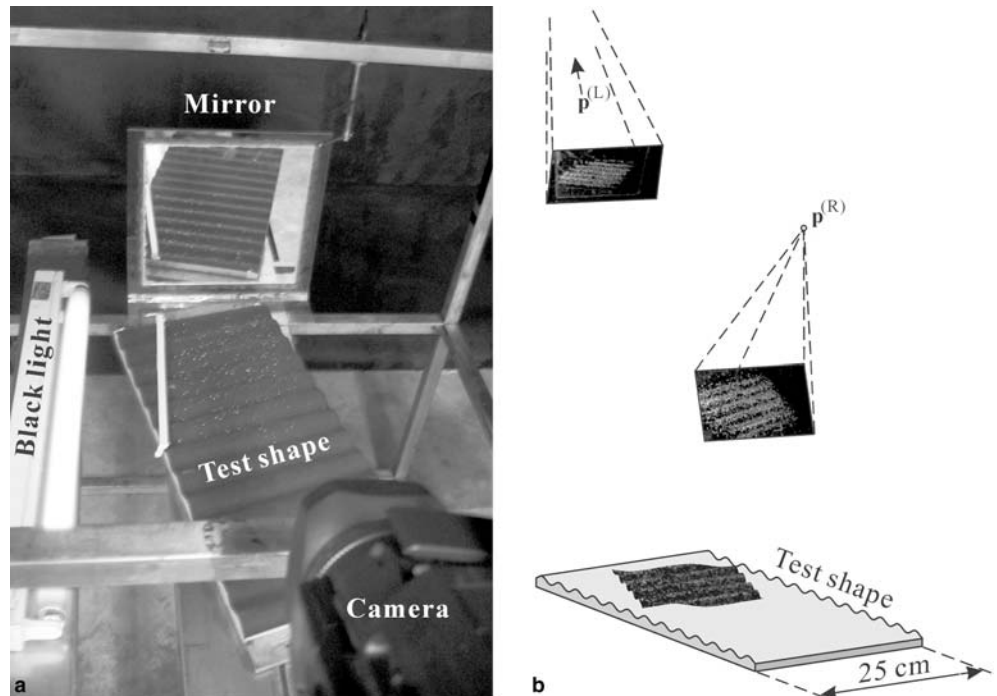 Mirror
Black light
Test shape
Camera
a
p(L)
p(R)
Test shape
25 cm
b